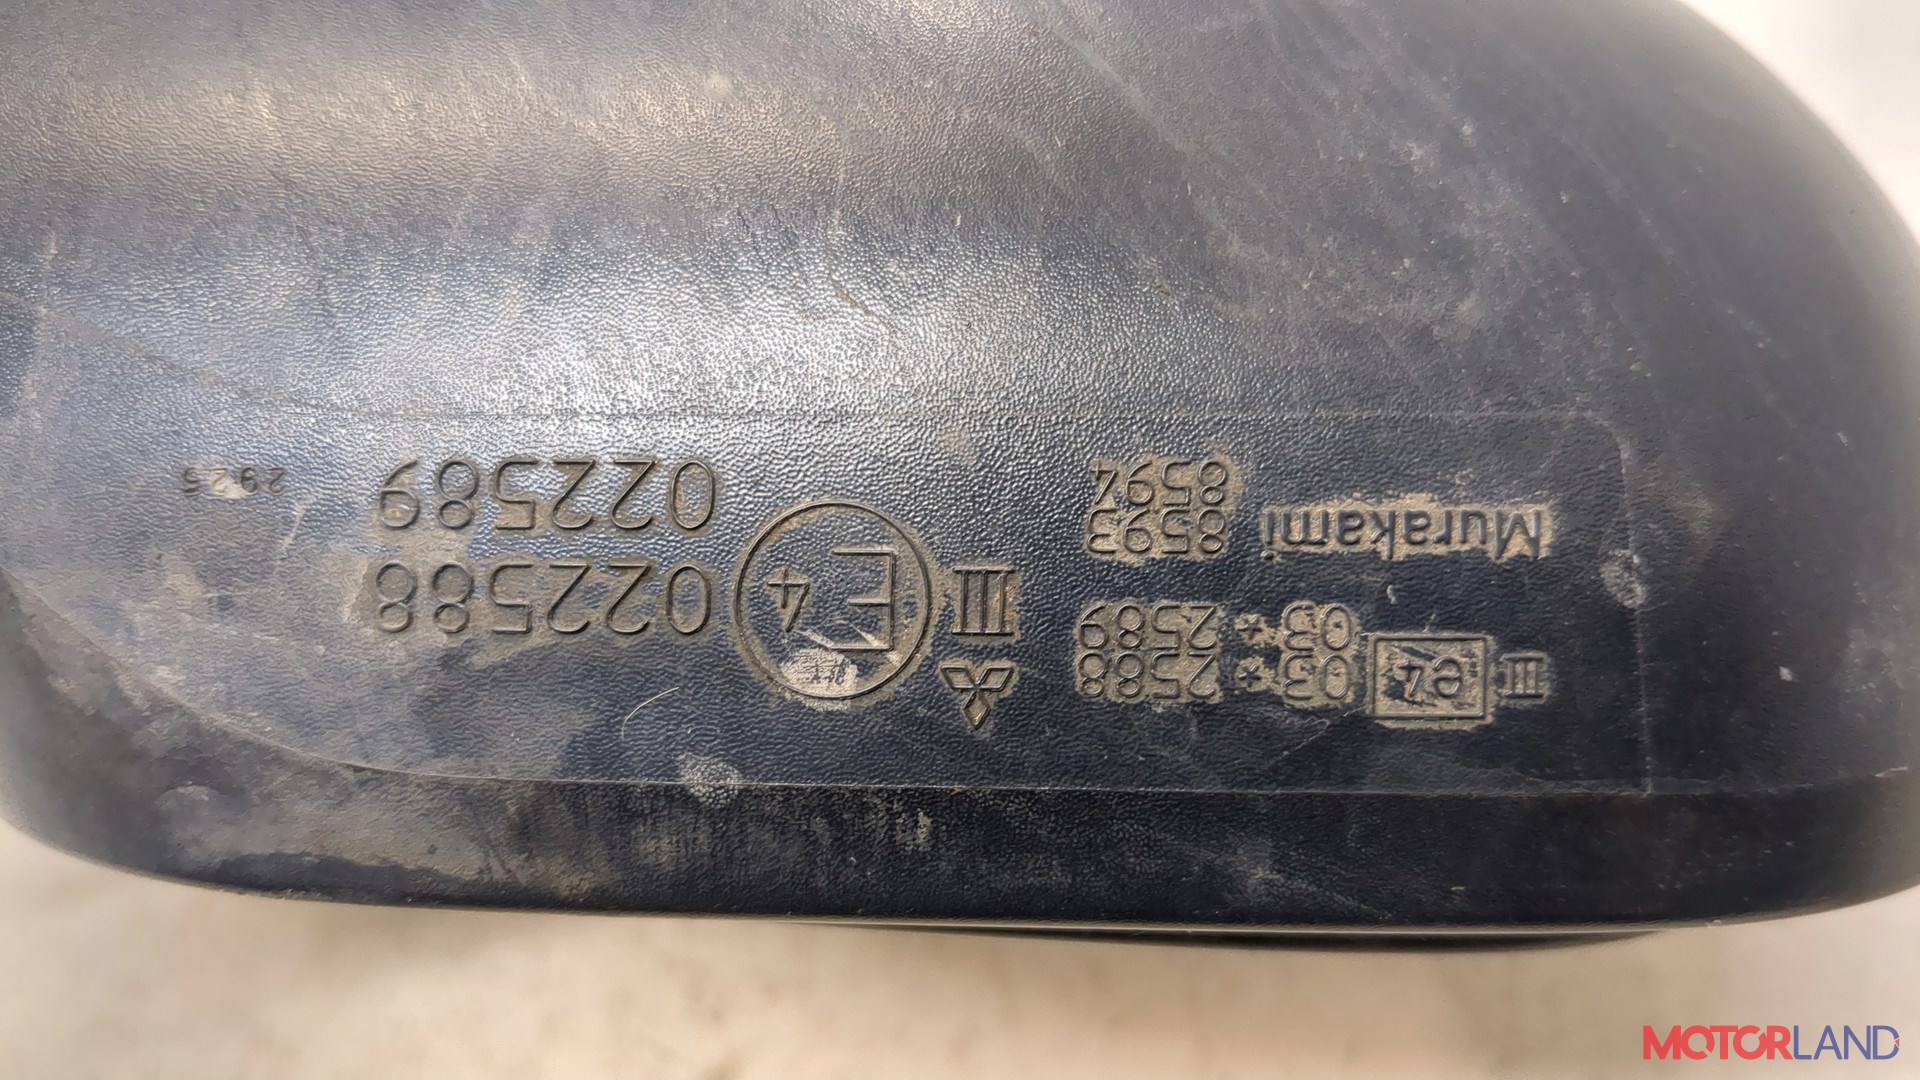 III e4 03 * 2588
03 * 2589
Murakami 8593
8594
III E4 022588
022589
MOTORLAND